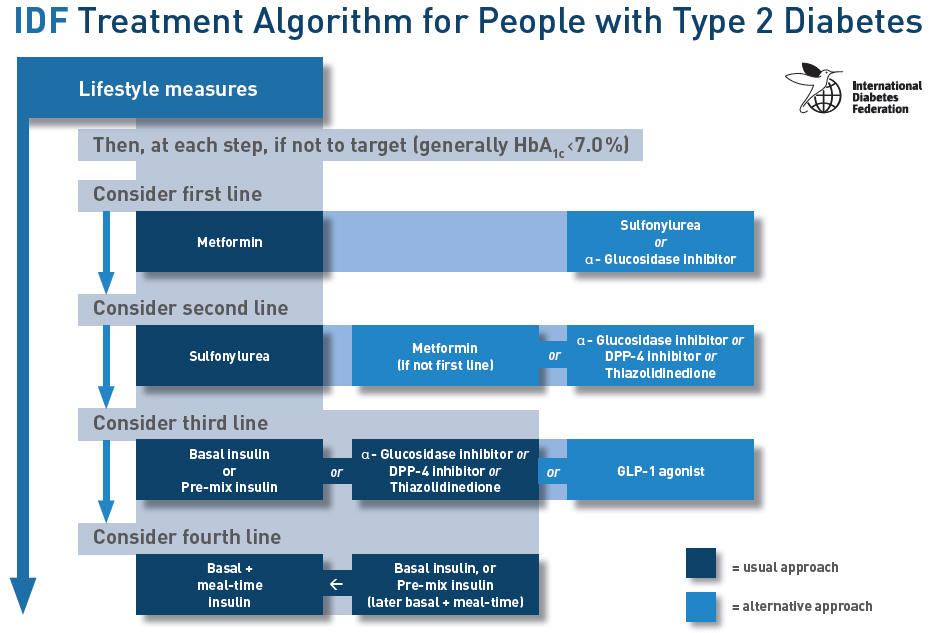 IDF Treatment Algorithm for People with Type 2 Diabetes
Lifestyle measures
International
Diabetes
Federation
Then, at each step, if not to target (generally HbA1c <7.0%)
Consider first line
Metformin
Sulfonylurea
or
α- Glucosidase inhibitor
Consider second line
Sulfonylurea
Metformin
(if not first line)
or
α- Glucosidase inhibitor or
DPP-4 inhibitor or
Thiazolidinedione
Consider third line
Basal insulin
or
Pre-mix insulin
or
α- Glucosidase inhibitor or
DPP-4 inhibitor or
Thiazolidinedione
or
GLP-1 agonist
Consider fourth line
Basal +
meal-time
insulin
←
Basal insulin, or
Pre-mix insulin
(later basal + meal-time)
= usual approach
= alternative approach